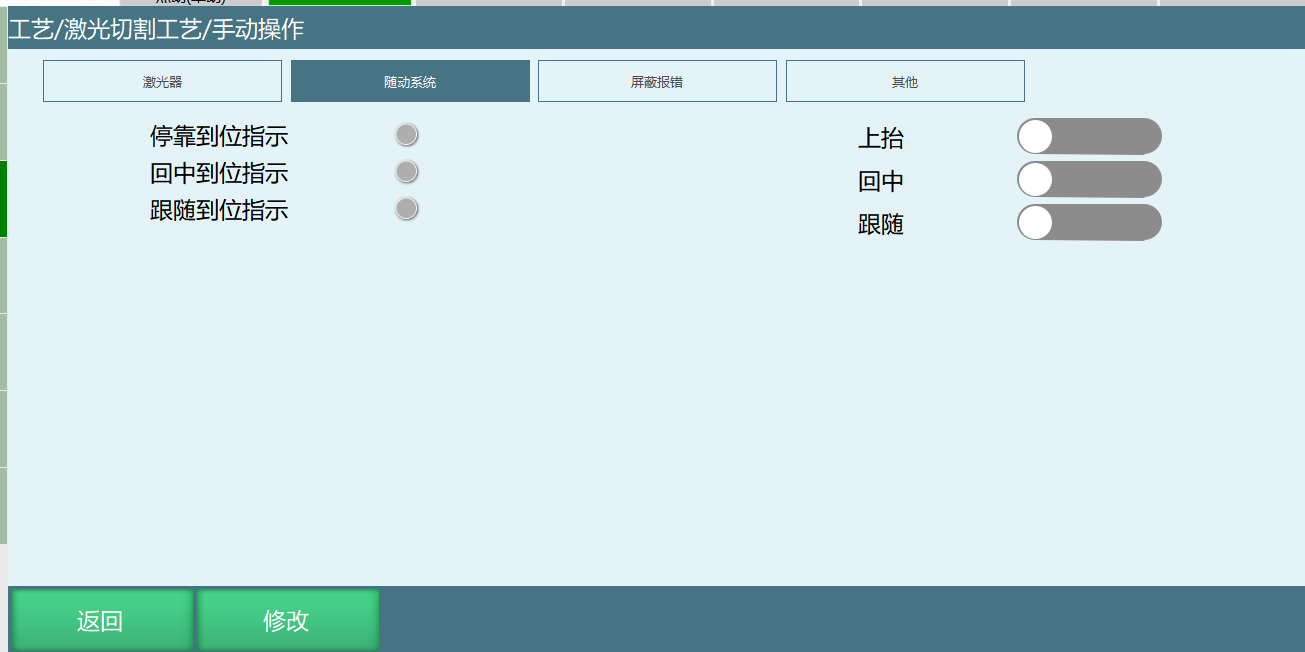 工艺/激光切割工艺/手动操作
激光器 随动系统 屏蔽报错 其他
停靠到位指示 上抬
回中到位指示 回中
跟随到位指示 跟随
返回 修改